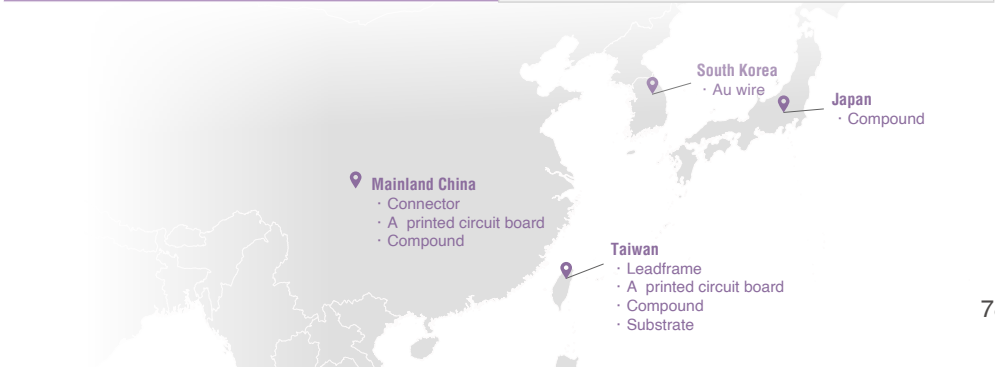 South Korea
· Au wire
Japan
· Compound
Mainland China
· Connector
· A printed circuit board
· Compound
Taiwan
· Leadframe
· A printed circuit board
· Compound
· Substrate